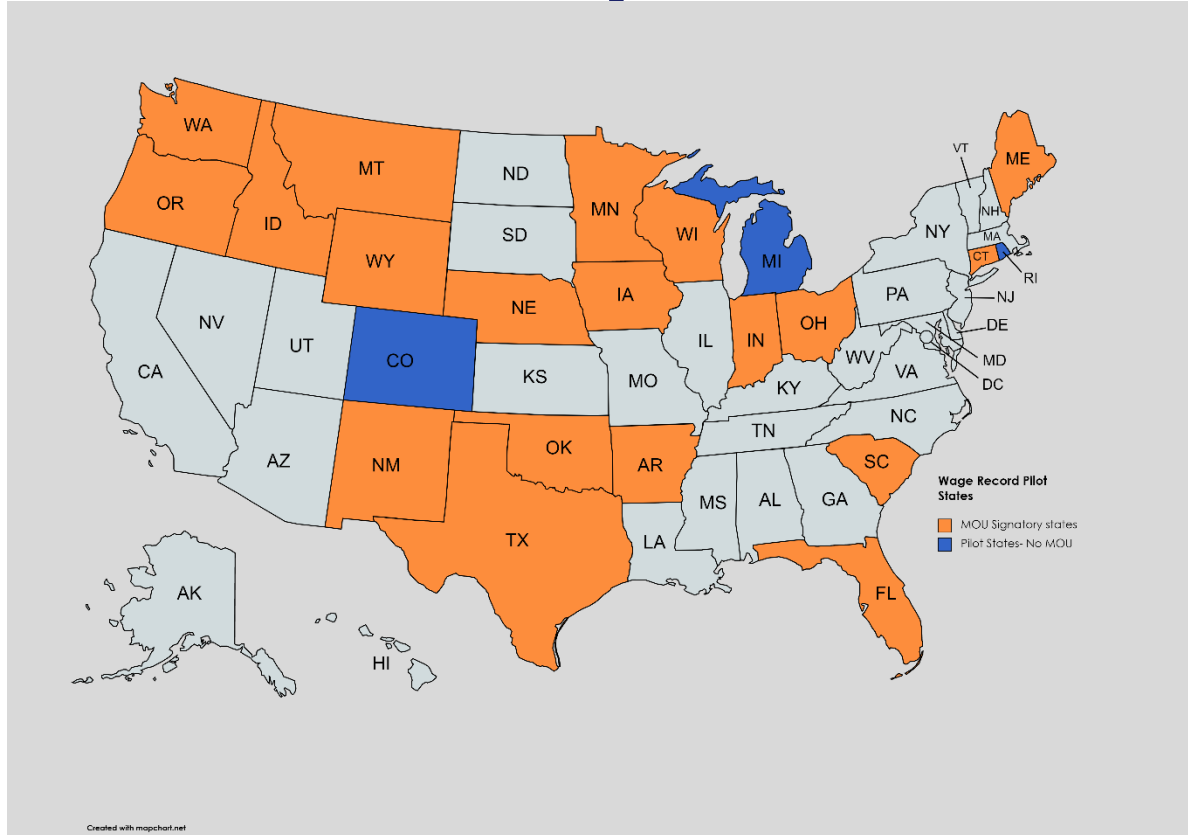 WA
MT
ND
MN
VT
ME
OR
ID
SD
WI
NY
NH
MA
CT
RI
WY
MI
NE
IA
PA
NJ
NV
UT
CO
IL
IN
OH
DE
MD
DC
CA
KS
MO
WV
VA
KY
AZ
NM
OK
AR
TN
NC
SC
MS
AL
GA
TX
LA
FL
AK
HI
Wage Record Pilot
States
MOU Signatory states
Pilot States- No MOU
Created with mapchart.net